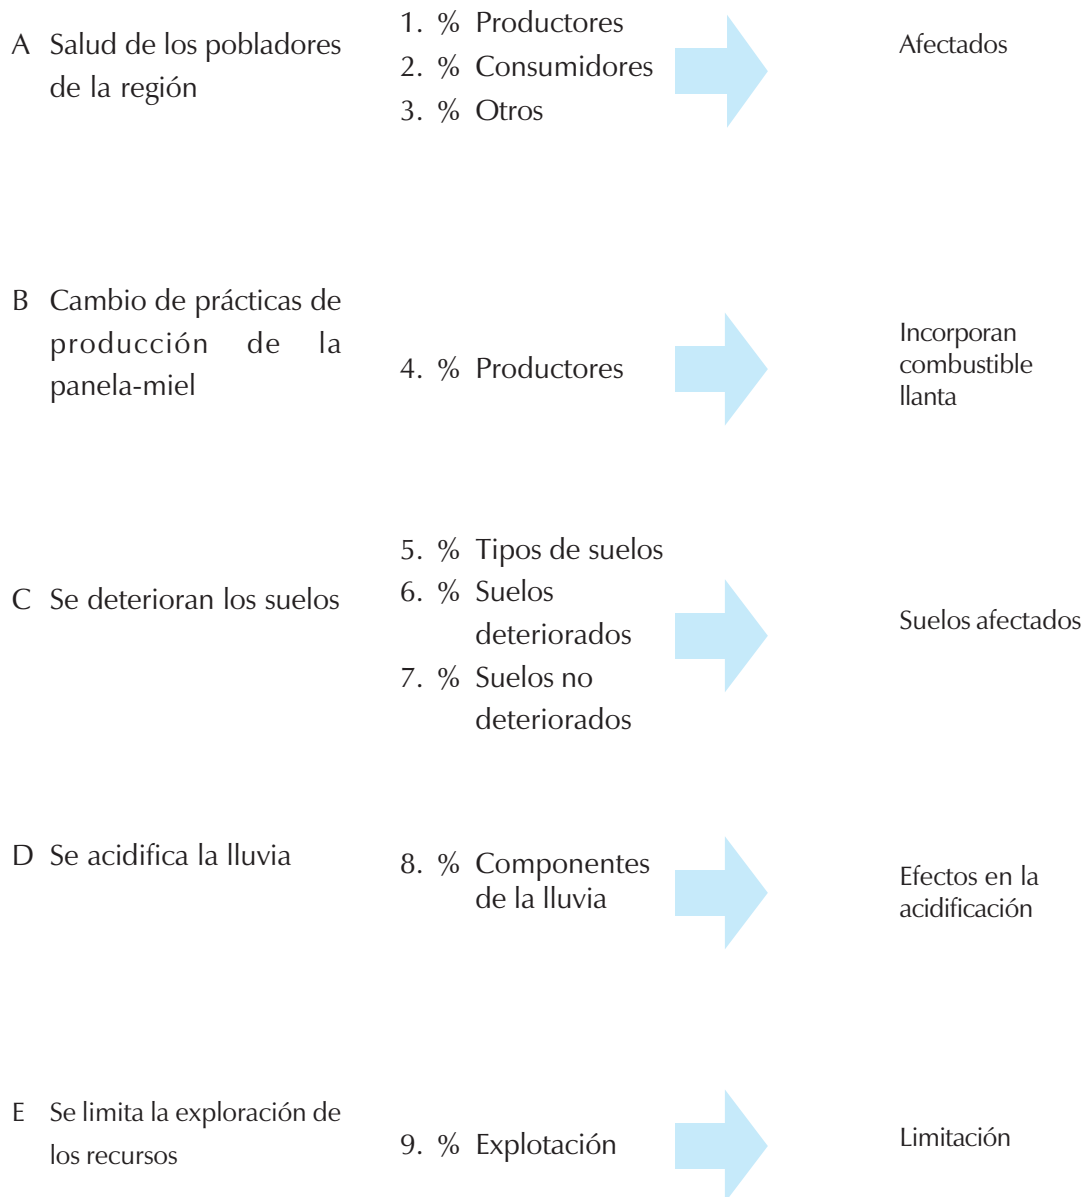 A Salud de los pobladores
de la región
1. % Productores
2. % Consumidores
3. % Otros
Afectados
B Cambio de prácticas de
producción de la
panela-miel
4. % Productores
Incorporan
combustible
llanta
C Se deterioran los suelos
5. % Tipos de suelos
6. % Suelos
deteriorados
7. % Suelos no
deteriorados
Suelos afectados
D Se acidifica la lluvia
8. % Componentes
de la lluvia
Efectos en la
acidificación
E Se limita la exploración de
los recursos
9. % Explotación
Limitación